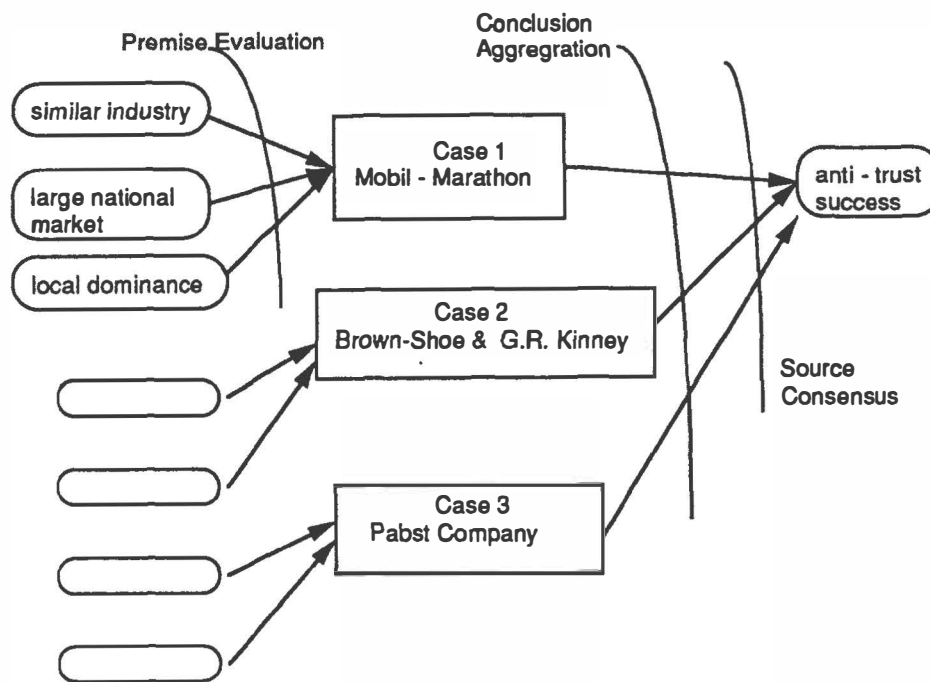 Premise Evaluation
Conclusion
Aggregration
similar industry
Case 1
Mobil - Marathon
anti - trust
success
large national
market
local dominance
Case 2
Brown-Shoe & G.R. Kinney
Source
Consensus
Case 3
Pabst Company